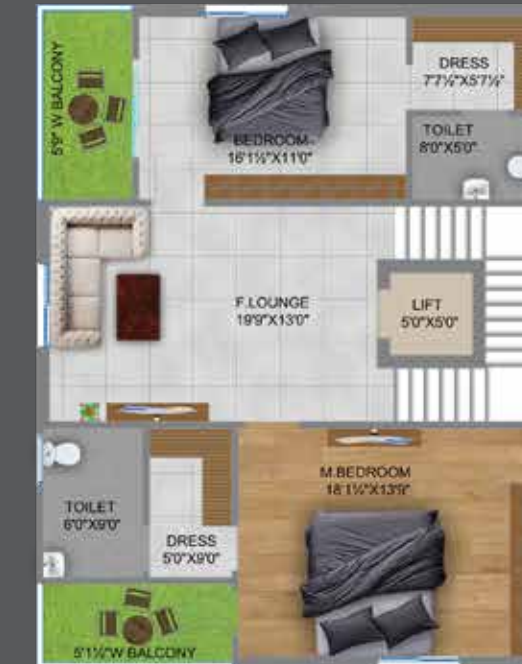 5'9" W BALCONY
BEDROOM
16'1½"X11'0"
DRESS
7'7½"X5'7½"
TOILET
8'0"X5'0"
F.LOUNGE
19'9"X13'0"
LIFT
5'0"X5'0"
M.BEDROOM
18'1½"X13'9"
TOILET
6'0"X9'0"
DRESS
5'0"X9'0"
5'1½"W BALCONY